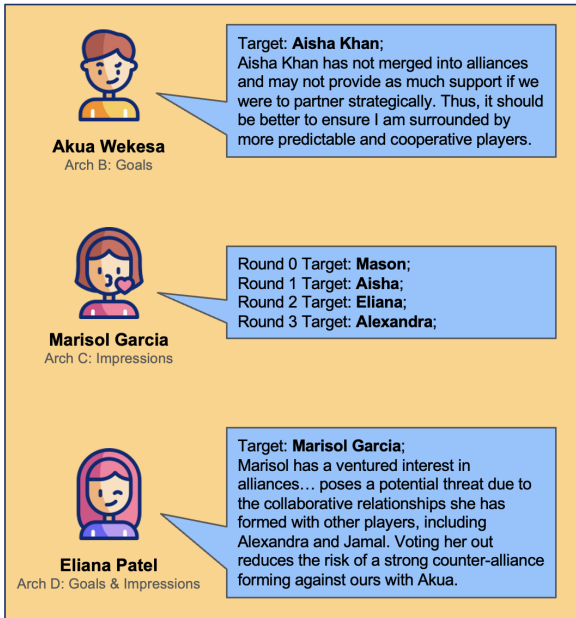 Target: Aisha Khan;
Aisha Khan has not merged into alliances
and may not provide as much support if we
were to partner strategically. Thus, it should
be better to ensure I am surrounded by
more predictable and cooperative players.
Akua Wekesa
Arch B: Goals
Round 0 Target: Mason;
Round 1 Target: Aisha;
Round 2 Target: Eliana;
Round 3 Target: Alexandra;
Marisol Garcia
Arch C: Impressions
Target: Marisol Garcia;
Marisol has a ventured interest in
alliances… poses a potential threat due to
the collaborative relationships she has
formed with other players, including
Alexandra and Jamal. Voting her out
reduces the risk of a strong counter-alliance
forming against ours with Akua.
Eliana Patel
Arch D: Goals & Impressions